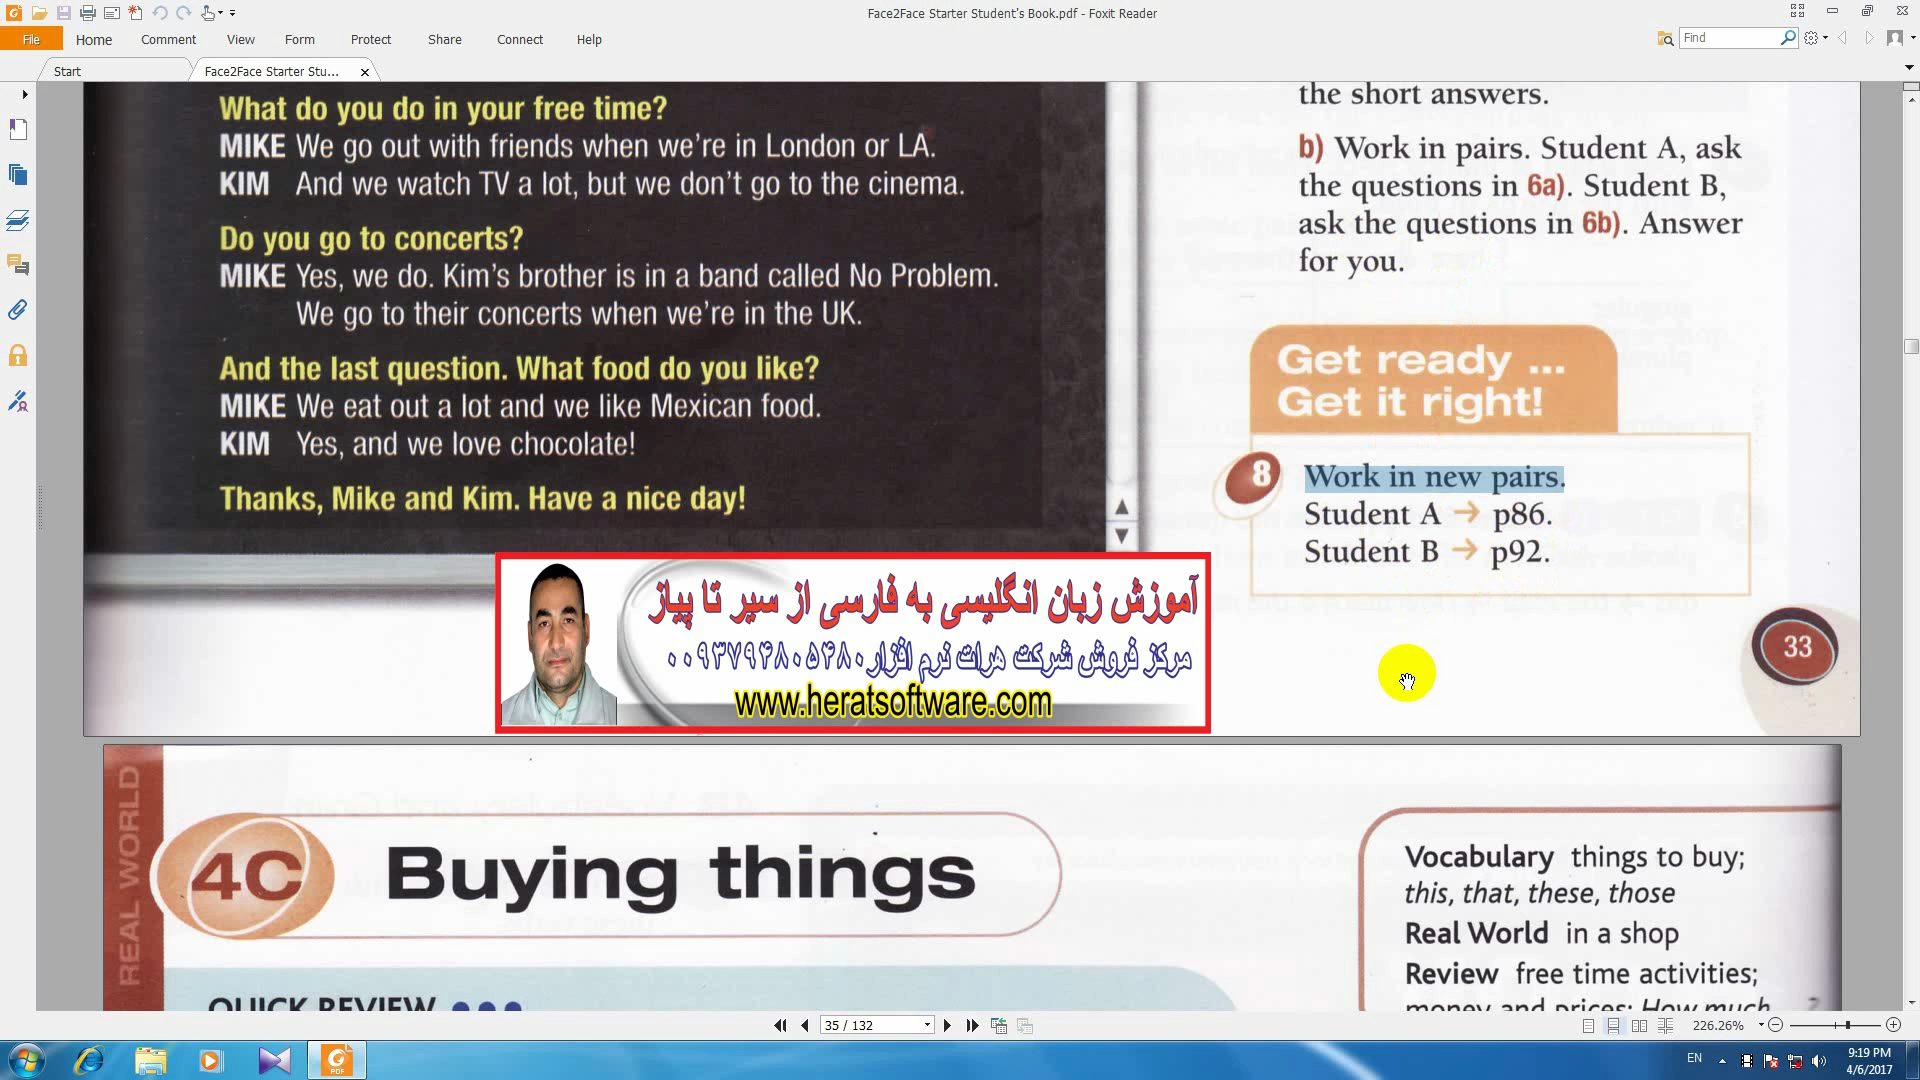 Face2Face Starter Student's Book.pdf - Foxit Reader
File Home Comment View Form Protect Share Connect Help
Find
Start
Face2Face Starter Stu...
What do you do in your free time?
MIKE We go out with friends when we're in London or LA.
KIM And we watch TV a lot, but we don't go to the cinema.
Do you go to concerts?
MIKE Yes, we do. Kim's brother is in a band called No Problem.
We go to their concerts when we're in the UK.
And the last question. What food do you like?
MIKE We eat out a lot and we like Mexican food.
KIM Yes, and we love chocolate!
Thanks, Mike and Kim. Have a nice day!
the short answers.
b) Work in pairs. Student A, ask
the questions in 6a). Student B,
ask the questions in 6b). Answer
for you.
Get ready ...
Get it right!
8 Work in new pairs.
Student A → p86.
Student B → p92.
33
آموزش زبان انگلیسی به فارسی از سیر تا پیاز
مرکز فروش شرکت هرات نرم افزار۰۰۹۳۷۹۴۸۰۵۴۸۰
www.heratsoftware.com
REAL WORLD
4C Buying things
Vocabulary things to buy;
this, that, these, those
Real World in a shop
Review free time activities;
money and prices; How much
QUICK REVIEW
35 / 132
226.26%
EN
9:19 PM
4/6/2017
PDF